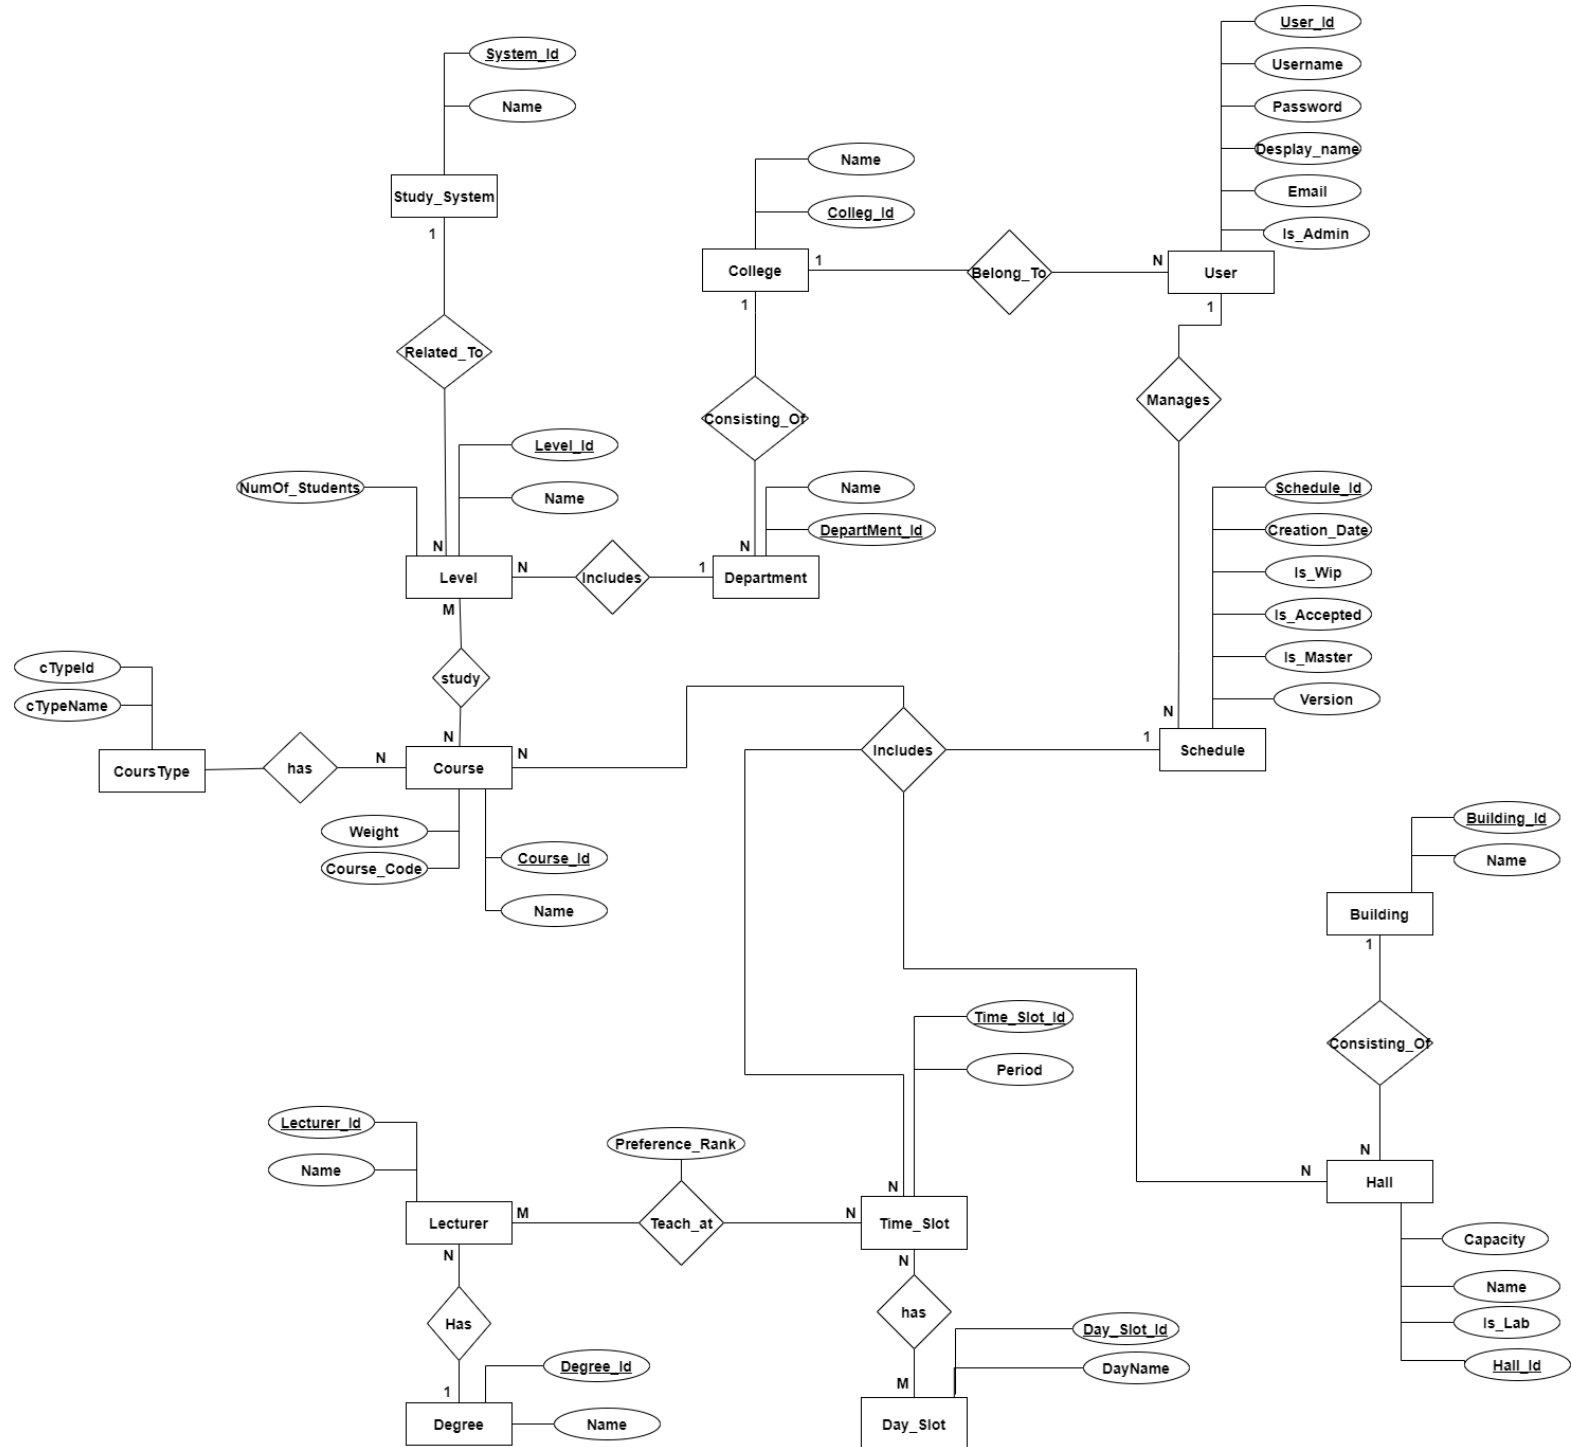 User_Id
System_Id
Username
Name
Password
Desplay_name
Name
Email
Study_System
Colleg_Id
Is_Admin
1
College
1
Belong_To
N
User
1
1
Related_To
Manages
Consisting_Of
Level_Id
NumOf_Students
Name
Name
Schedule_Id
DepartMent_Id
Creation_Date
N
N
Level
N
Includes
1
Department
Is_Wip
M
Is_Accepted
cTypeId
study
Is_Master
cTypeName
Version
N
N
CoursType
has
N
Course
N
Includes
1
Schedule
Weight
Course_Id
Course_Code
Name
Building_Id
Name
Building
1
Time_Slot_Id
Consisting_Of
Period
Lecturer_Id
Preference_Rank
Name
N
N
N
Hall
Lecturer
M
Teach_at
N
Time_Slot
N
N
Capacity
Name
Has
has
Is_Lab
Day_Slot_Id
Degree_Id
DayName
Hall_Id
1
M
Degree
Name
Day_Slot